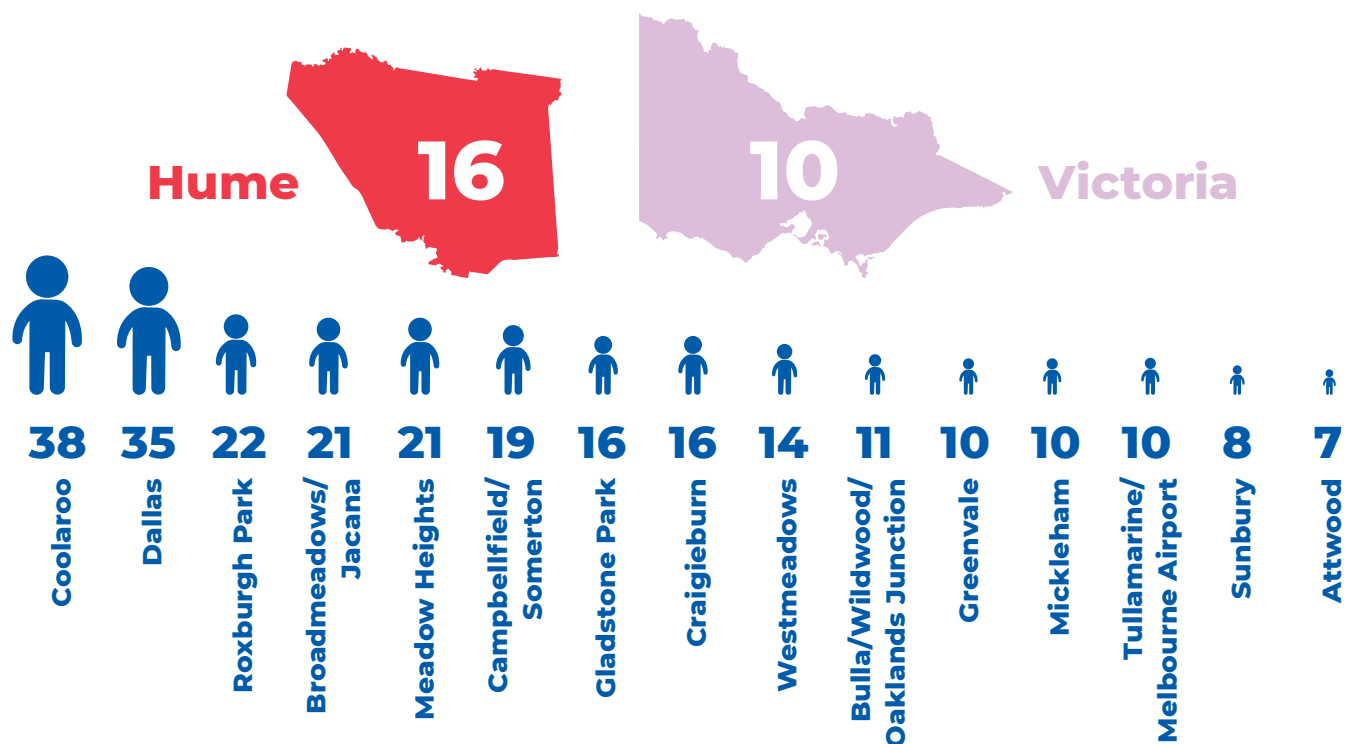 Hume
16
10
Victoria
38
35
22
21
21
19
16
16
14
11
10
10
10
8
7
Coolaroo
Dallas
Roxburgh Park
Broadmeadows/
Jacana
Meadow Heights
Campbellfield/
Somerton
Gladstone Park
Craigieburn
Westmeadows
Bulla/Wildwood/
Oaklands Junction
Greenvale
Mickleham
Tullamarine/
Melbourne Airport
Sunbury
Attwood